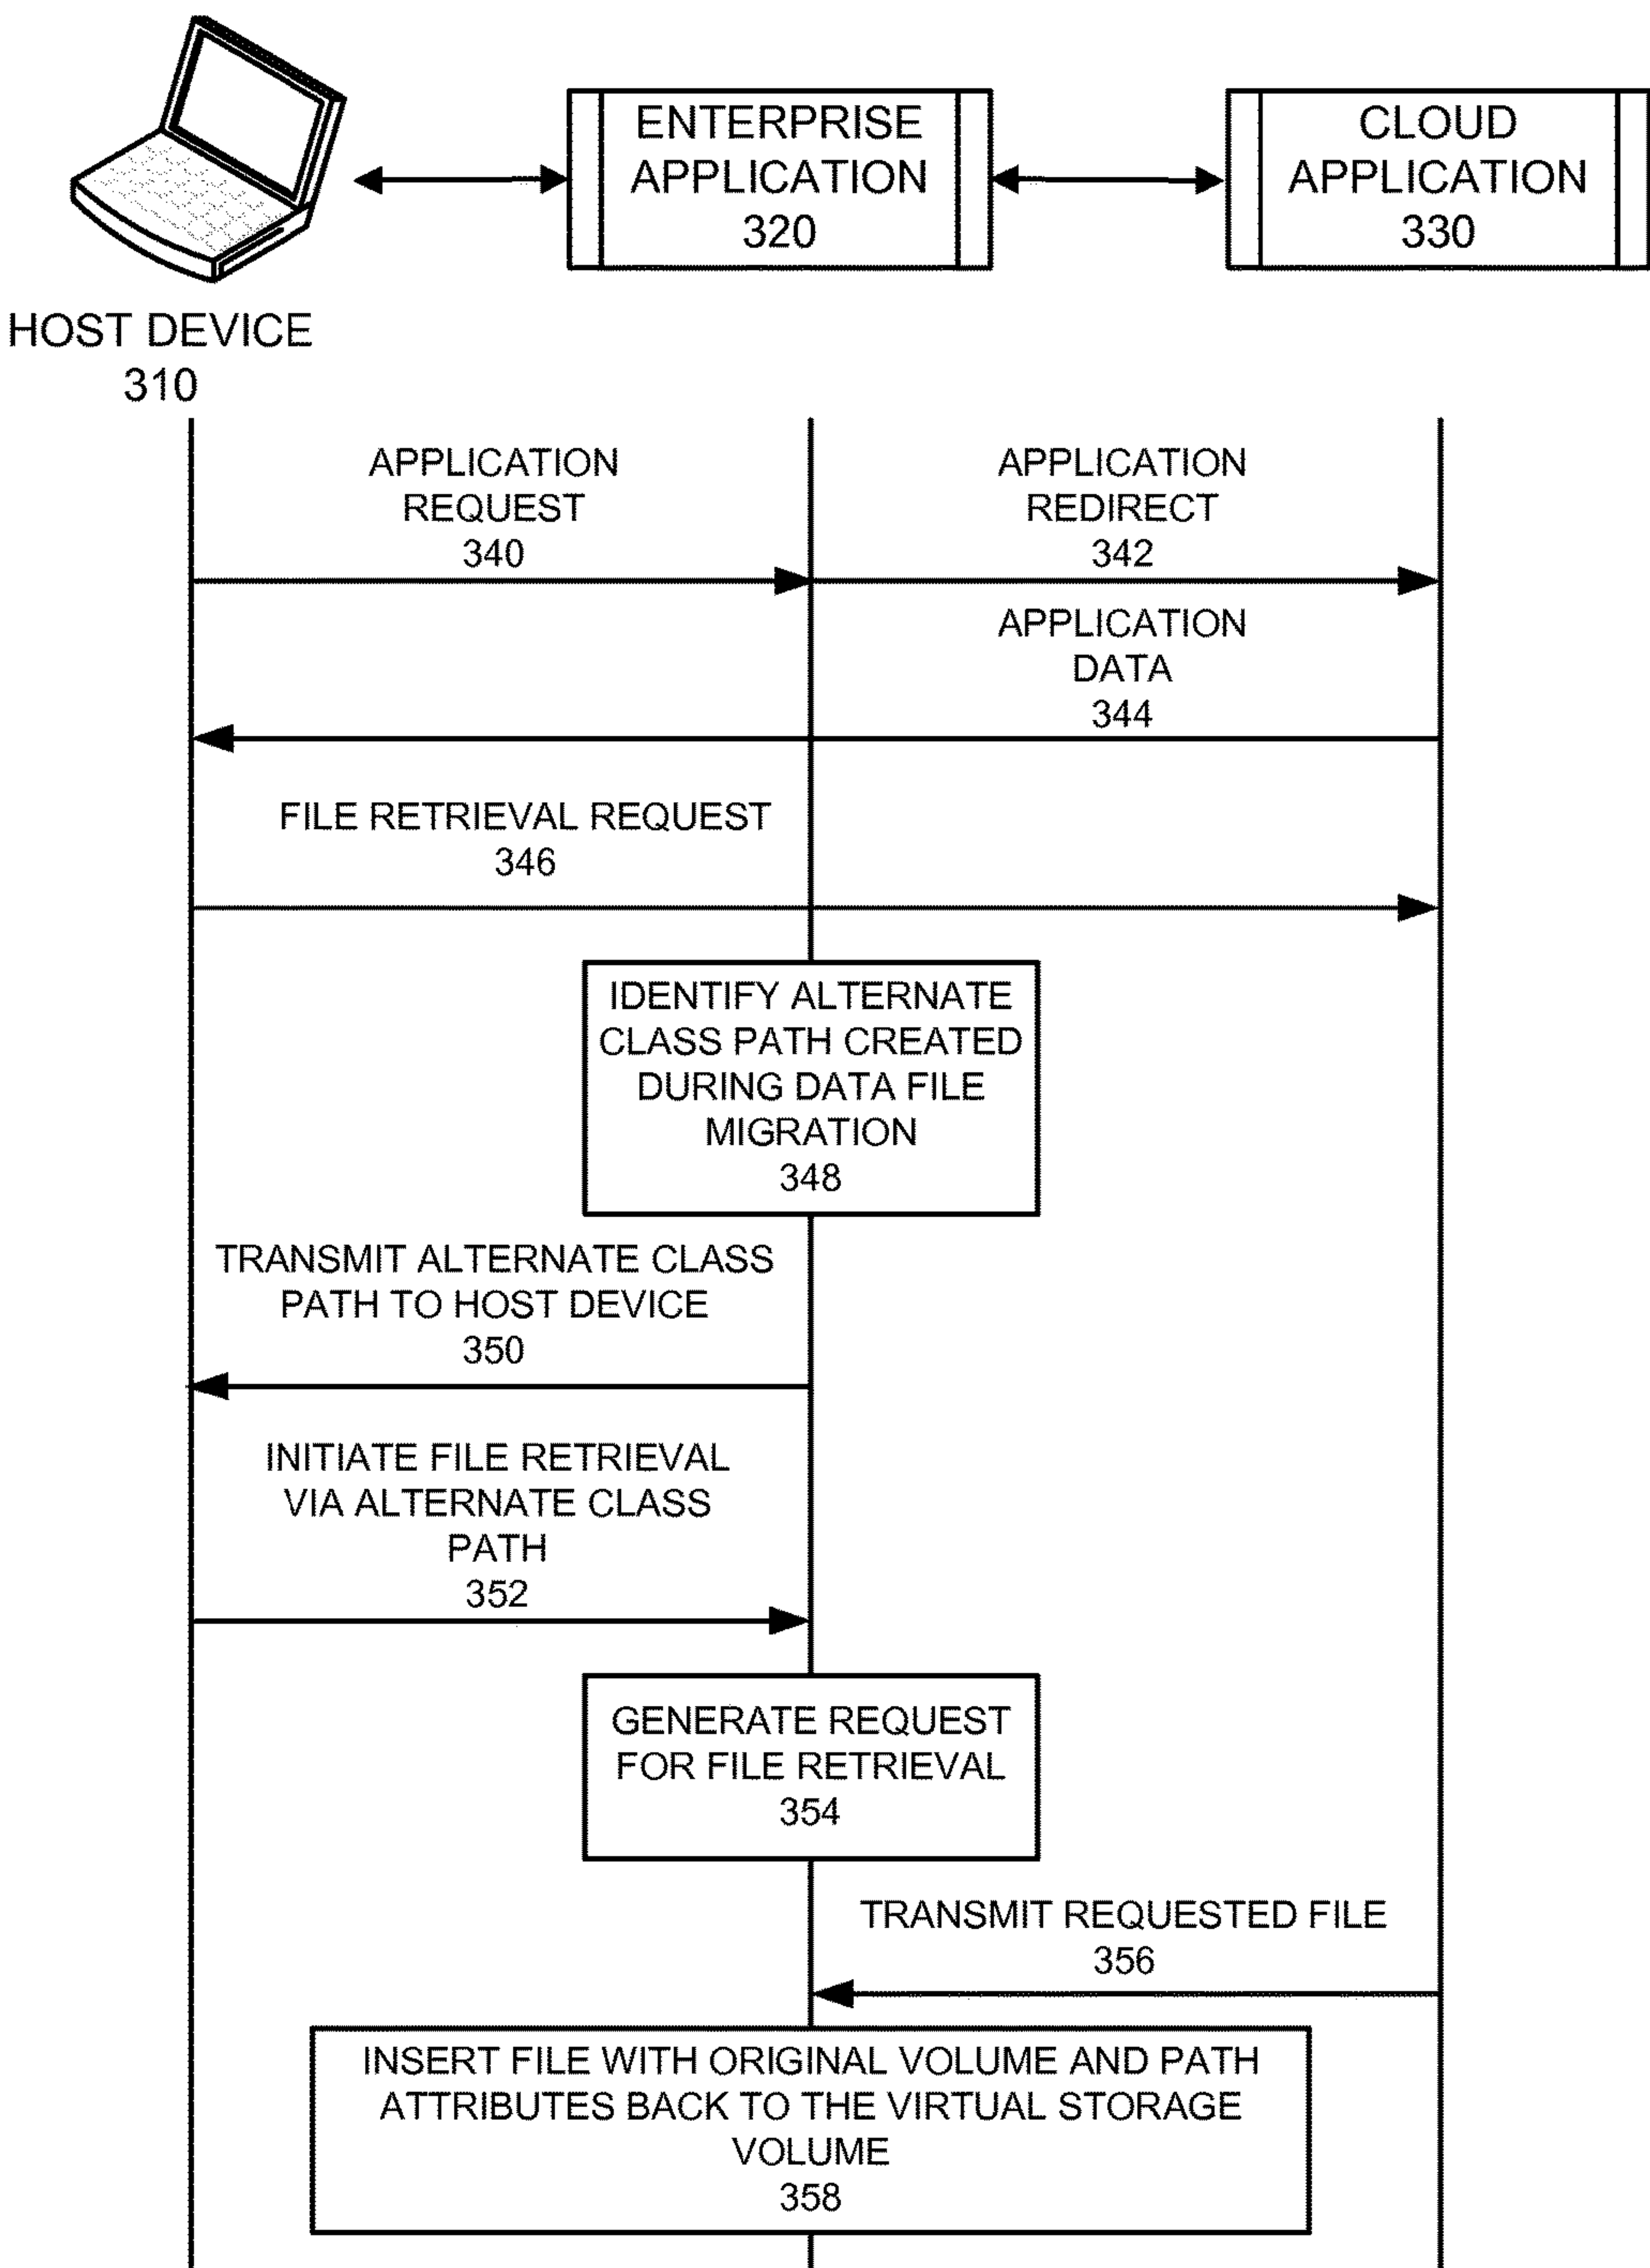 ENTERPRISE
APPLICATION
320
CLOUD
APPLICATION
330
HOST DEVICE
310
APPLICATION
REQUEST
340
APPLICATION
REDIRECT
342
APPLICATION
DATA
344
FILE RETRIEVAL REQUEST
346
IDENTIFY ALTERNATE
CLASS PATH CREATED
DURING DATA FILE
MIGRATION
348
TRANSMIT ALTERNATE CLASS
PATH TO HOST DEVICE
350
INITIATE FILE RETRIEVAL
VIA ALTERNATE CLASS
PATH
352
GENERATE REQUEST
FOR FILE RETRIEVAL
354
TRANSMIT REQUESTED FILE
356
INSERT FILE WITH ORIGINAL VOLUME AND PATH
ATTRIBUTES BACK TO THE VIRTUAL STORAGE
VOLUME
358